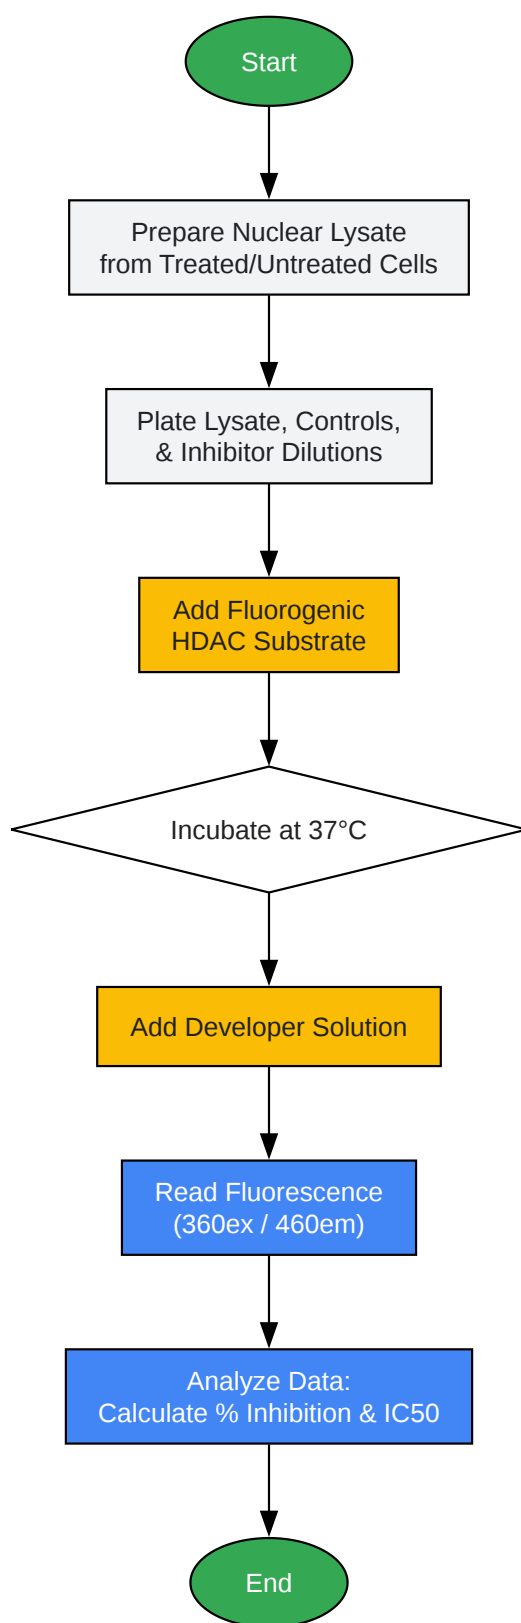 Start
Prepare Nuclear Lysate
from Treated/Untreated Cells
Plate Lysate, Controls,
& Inhibitor Dilutions
Add Fluorogenic
HDAC Substrate
Incubate at 37°C
Add Developer Solution
Read Fluorescence
(360ex / 460em)
Analyze Data:
Calculate % Inhibition & IC50
End